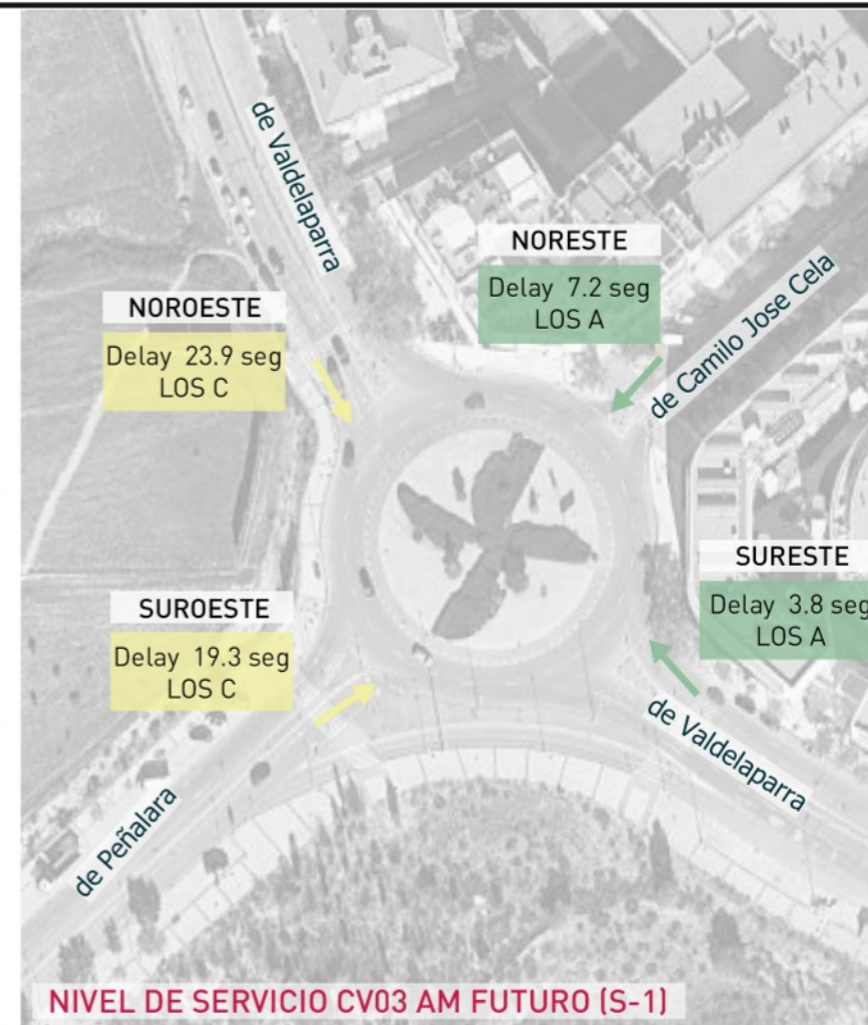 de Valdelaparra
NORESTE
Delay 7.2 seg
LOS A
de Camilo Jose Cela
NOROESTE
Delay 23.9 seg
LOS C
SURESTE
Delay 3.8 seg
LOS A
SUROESTE
Delay 19.3 seg
LOS C
de Valdelaparra
de Peñalara
NIVEL DE SERVICIO CV03 AM FUTURO (S-1)